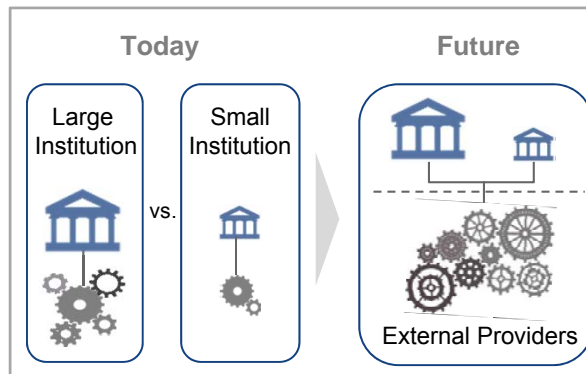 Today
Future
Large
Institution
vs.
Small
Institution
External Providers